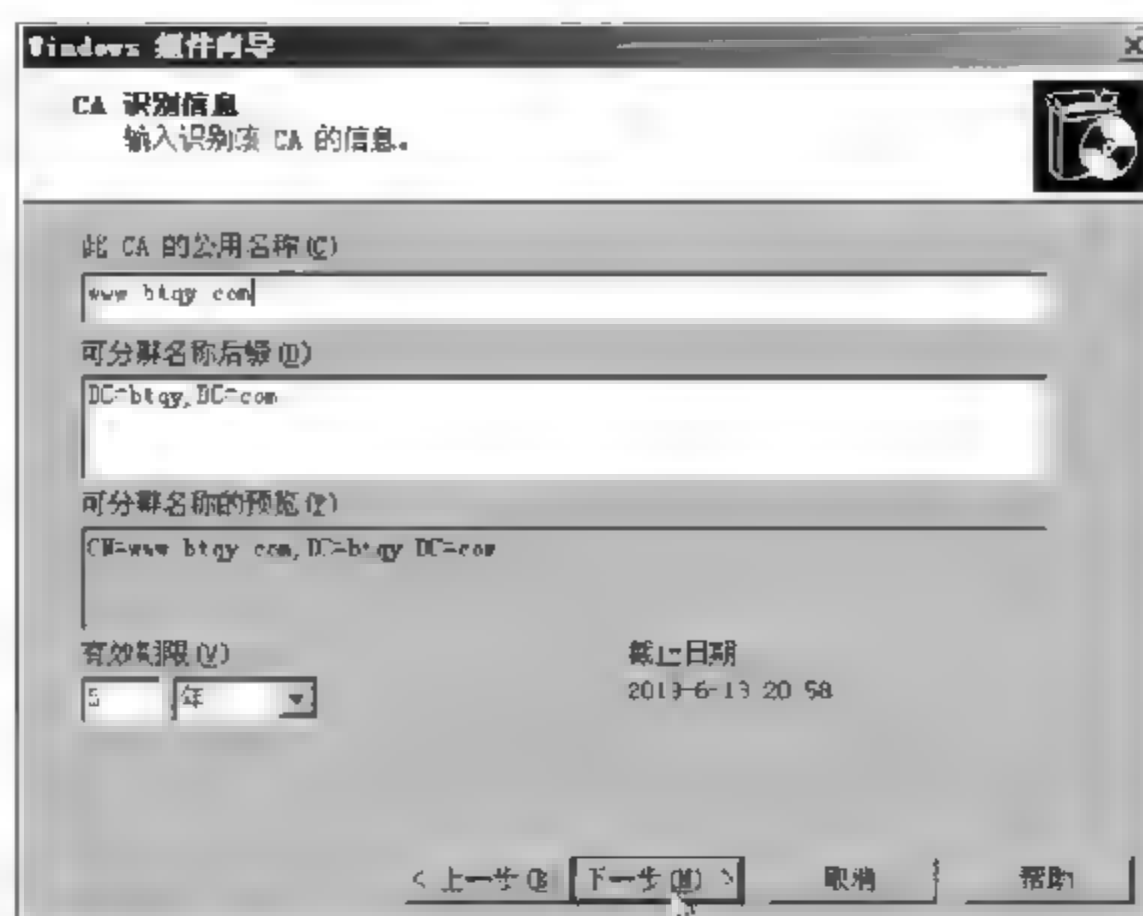 Windows 组件向导
CA 识别信息
输入识别该 CA 的信息。
此 CA 的公用名称(C)
www btqy com
可分辨名称后缀(D)
DC=btqy,DC=com
可分辨名称的预览(P)
CN=www btqy com,DC=btqy DC=com
有效期限(V)
截止日期
5 年
20 58
< 上一步(B
下一步(N) >
取消
帮助